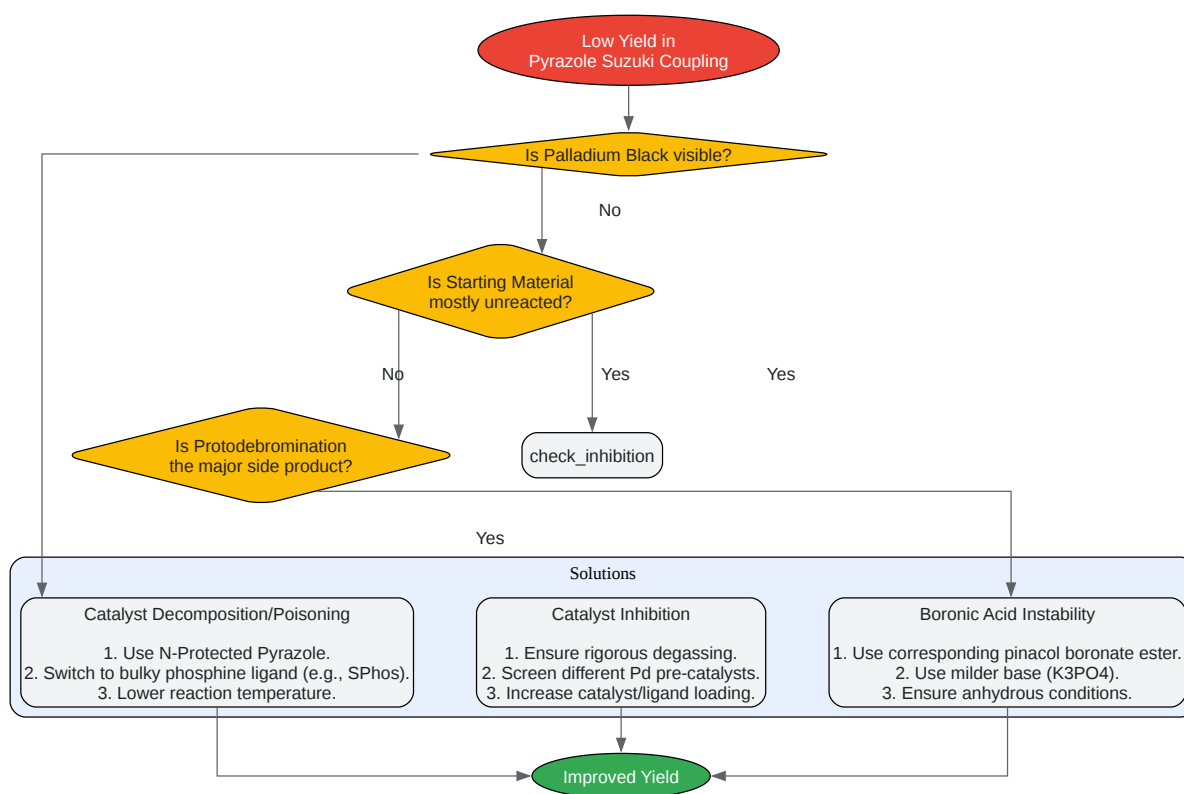 Low Yield in
Pyrazole Suzuki Coupling
Is Palladium Black visible?
No
Is Starting Material
mostly unreacted?
No
Yes
Yes
Is Protodebromination
the major side product?
check_inhibition
Yes
Solutions
Catalyst Decomposition/Poisoning
1. Use N-Protected Pyrazole.
2. Switch to bulky phosphine ligand (e.g., SPhos).
3. Lower reaction temperature.
Catalyst Inhibition
1. Ensure rigorous degassing.
2. Screen different Pd pre-catalysts.
3. Increase catalyst/ligand loading.
Boronic Acid Instability
1. Use corresponding pinacol boronate ester.
2. Use milder base (K3PO4).
3. Ensure anhydrous conditions.
Improved Yield